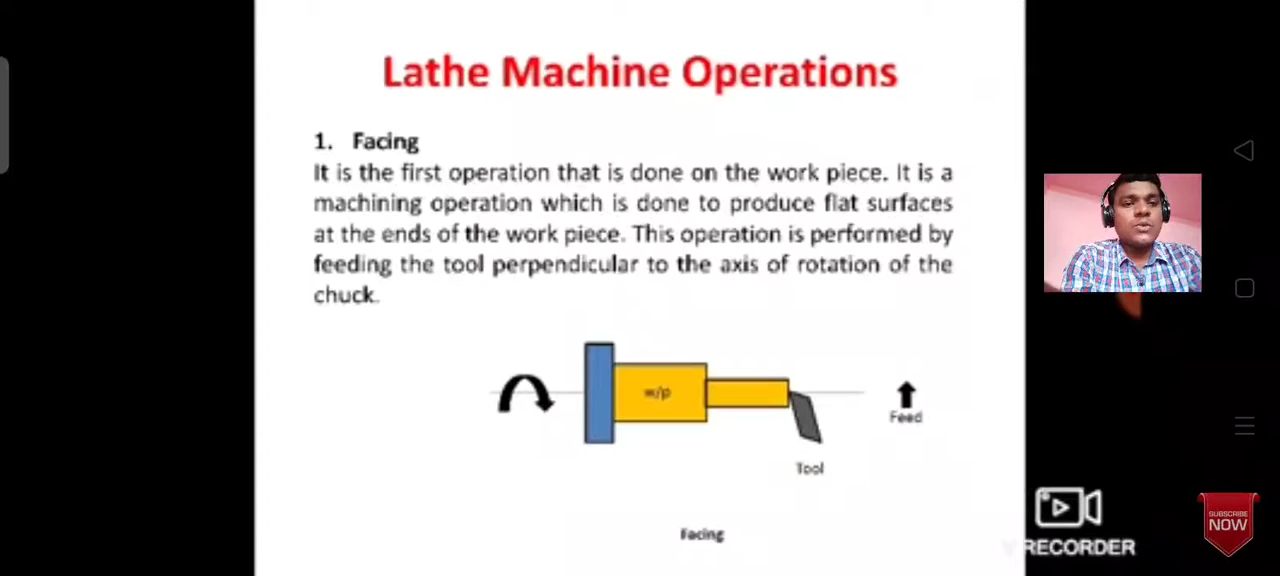 Lathe Machine Operations
1. Facing
It is the first operation that is done on the work piece. It is a
machining operation which is done to produce flat surfaces
at the ends of the work piece. This operation is performed by
feeding the tool perpendicular to the axis of rotation of the
chuck.
w/p
Feed
Tool
Facing
RECORDER
SUBSCRIBE
NOW